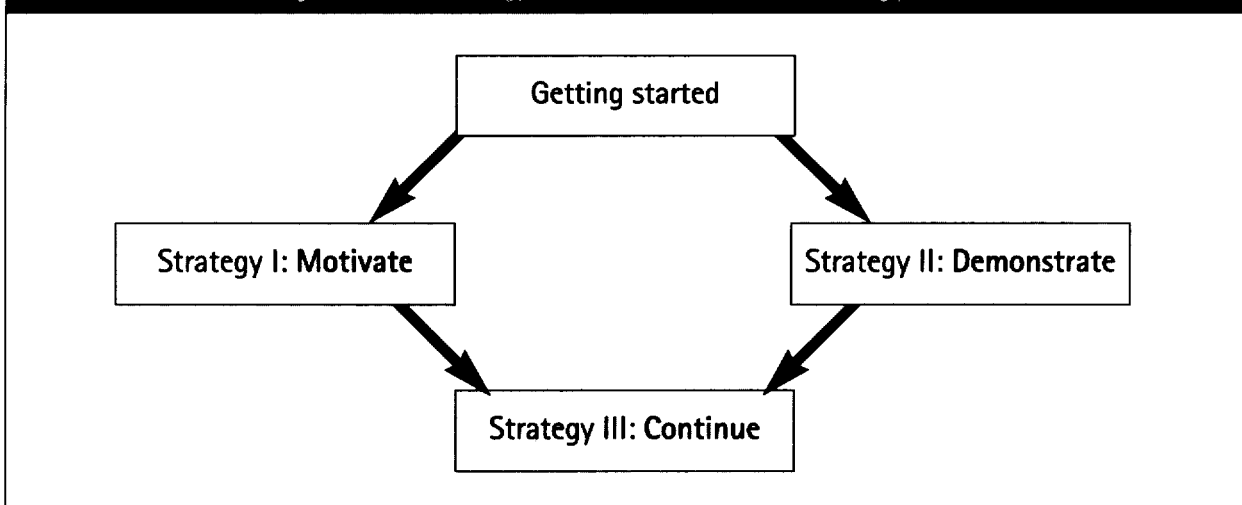 Getting started
Strategy I: Motivate
Strategy II: Demonstrate
Strategy III: Continue